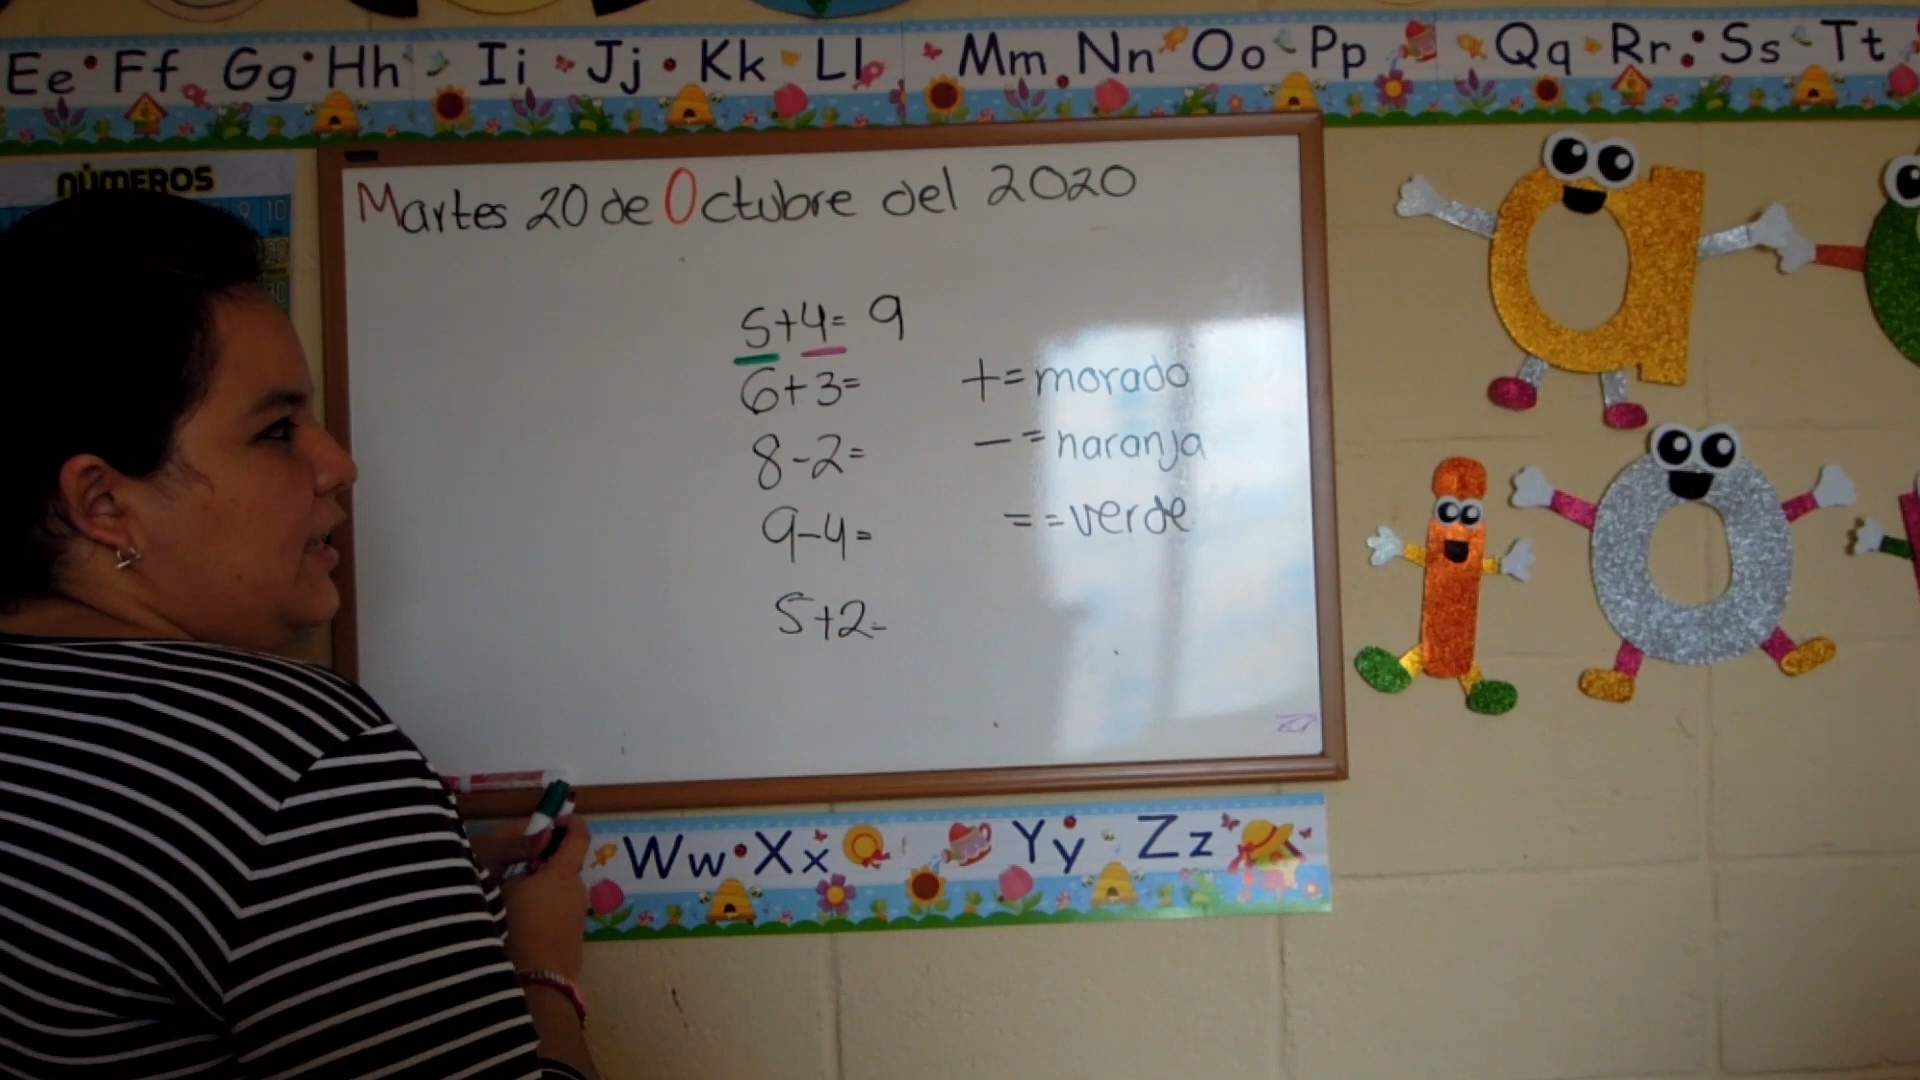 Ee Ff Gg Hh Ii Jj Kk Ll Mm Nn Oo Pp Qq Rr Ss Tt
NÚMEROS
9 10
Martes 20 de Octubre del 2020
5+4= 9
6+3=
8-2=
9-4=
5+2=
+= morado
- = naranja
= = verde
a
i
o
Ww Xx Yy Zz